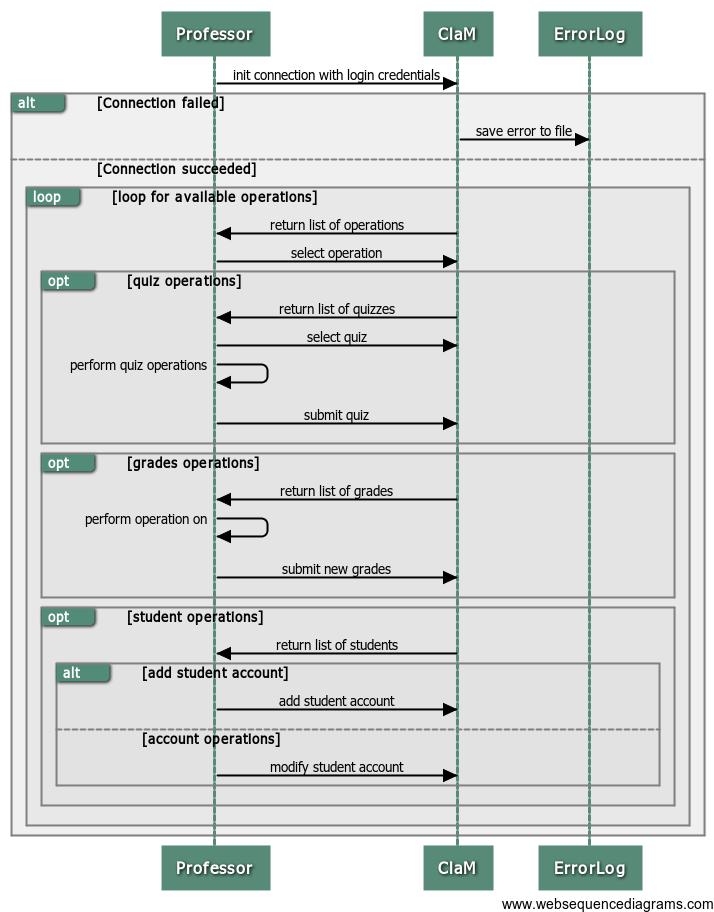 Professor ClaM ErrorLog
init connection with login credentials
alt [Connection failed]
save error to file
[Connection succeeded]
loop [loop for available operations]
return list of operations
select operation
opt [quiz operations]
return list of quizzes
select quiz
perform quiz operations
submit quiz
opt [grades operations]
return list of grades
perform operation on
submit new grades
opt [student operations]
return list of students
alt [add student account]
add student account
[account operations]
modify student account
Professor ClaM ErrorLog
www.websequencediagrams.com